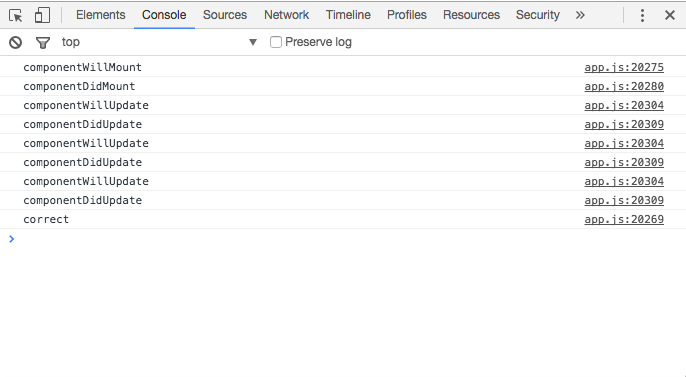 Elements Console Sources Network Timeline Profiles Resources Security »
top ▼ Preserve log
componentWillMount app.js:20275
componentDidMount app.js:20280
componentWillUpdate app.js:20304
componentDidUpdate app.js:20309
componentWillUpdate app.js:20304
componentDidUpdate app.js:20309
componentWillUpdate app.js:20304
componentDidUpdate app.js:20309
correct app.js:20269
>